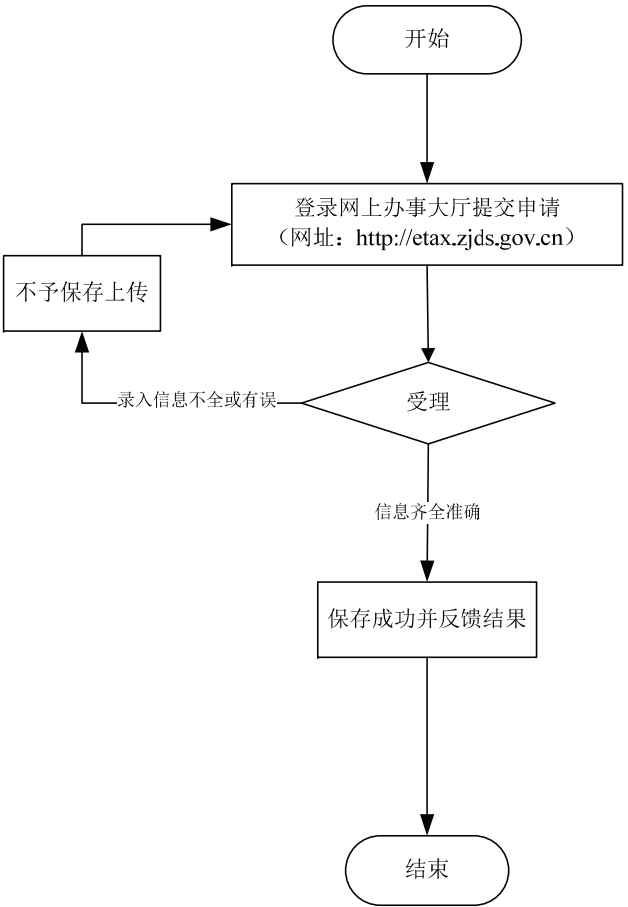 开始
登录网上办事大厅提交申请
（网址：http://etax.zjds.gov.cn）
不予保存上传
录入信息不全或有误
受理
信息齐全准确
保存成功并反馈结果
结束